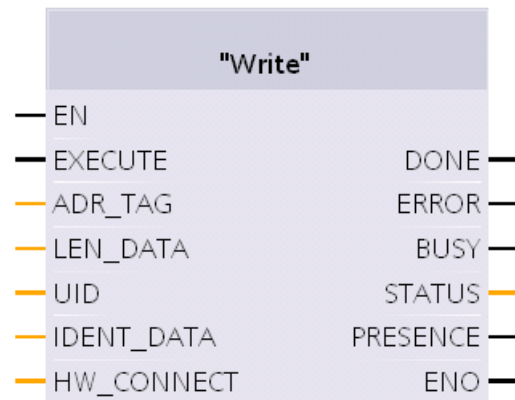 "Write"
EN
EXECUTE DONE
ADR_TAG ERROR
LEN_DATA BUSY
UID STATUS
IDENT_DATA PRESENCE
HW_CONNECT ENO